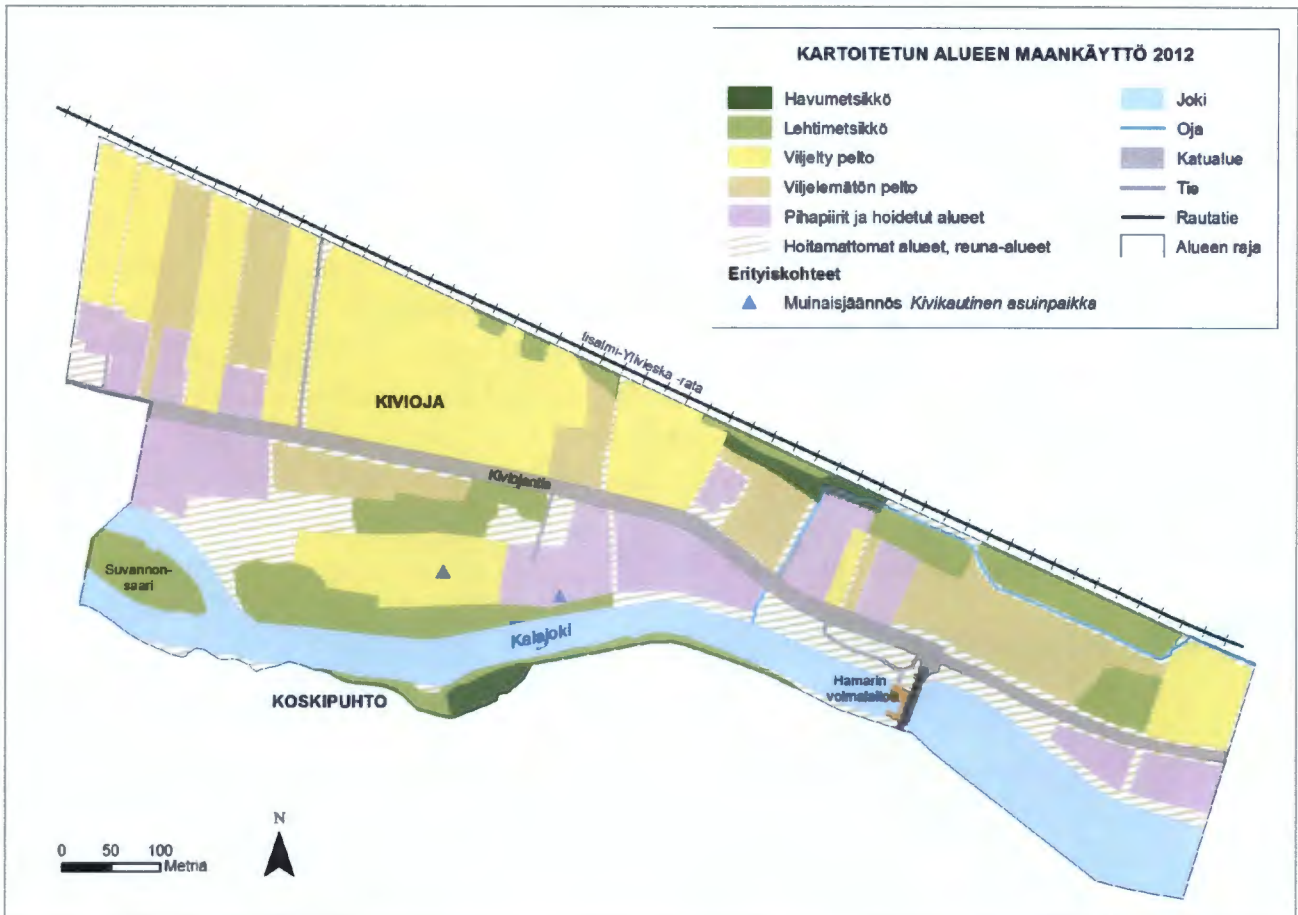 KARTOITETUN ALUEEN MAANKÄYTTÖ 2012
Havumetsikkö
Lehtimetsikkö
Viljelty pelto
Viljelemätön pelto
Pihapiirit ja hoidetut alueet
Hoitamattomat alueet, reuna-alueet
Erityiskohteet
Muinaisjäännös Kivikautinen asuinpaikka
Joki
Oja
Katualue
Tie
Rautatie
Alueen raja
Iisalmi-Ylivieska -rata
KIVIOJA
Kiviojantie
Suvannon-
saari
Kalajoki
KOSKIPUHTO
Hamarin
voimalaitos
N
0 50 100
Metriä